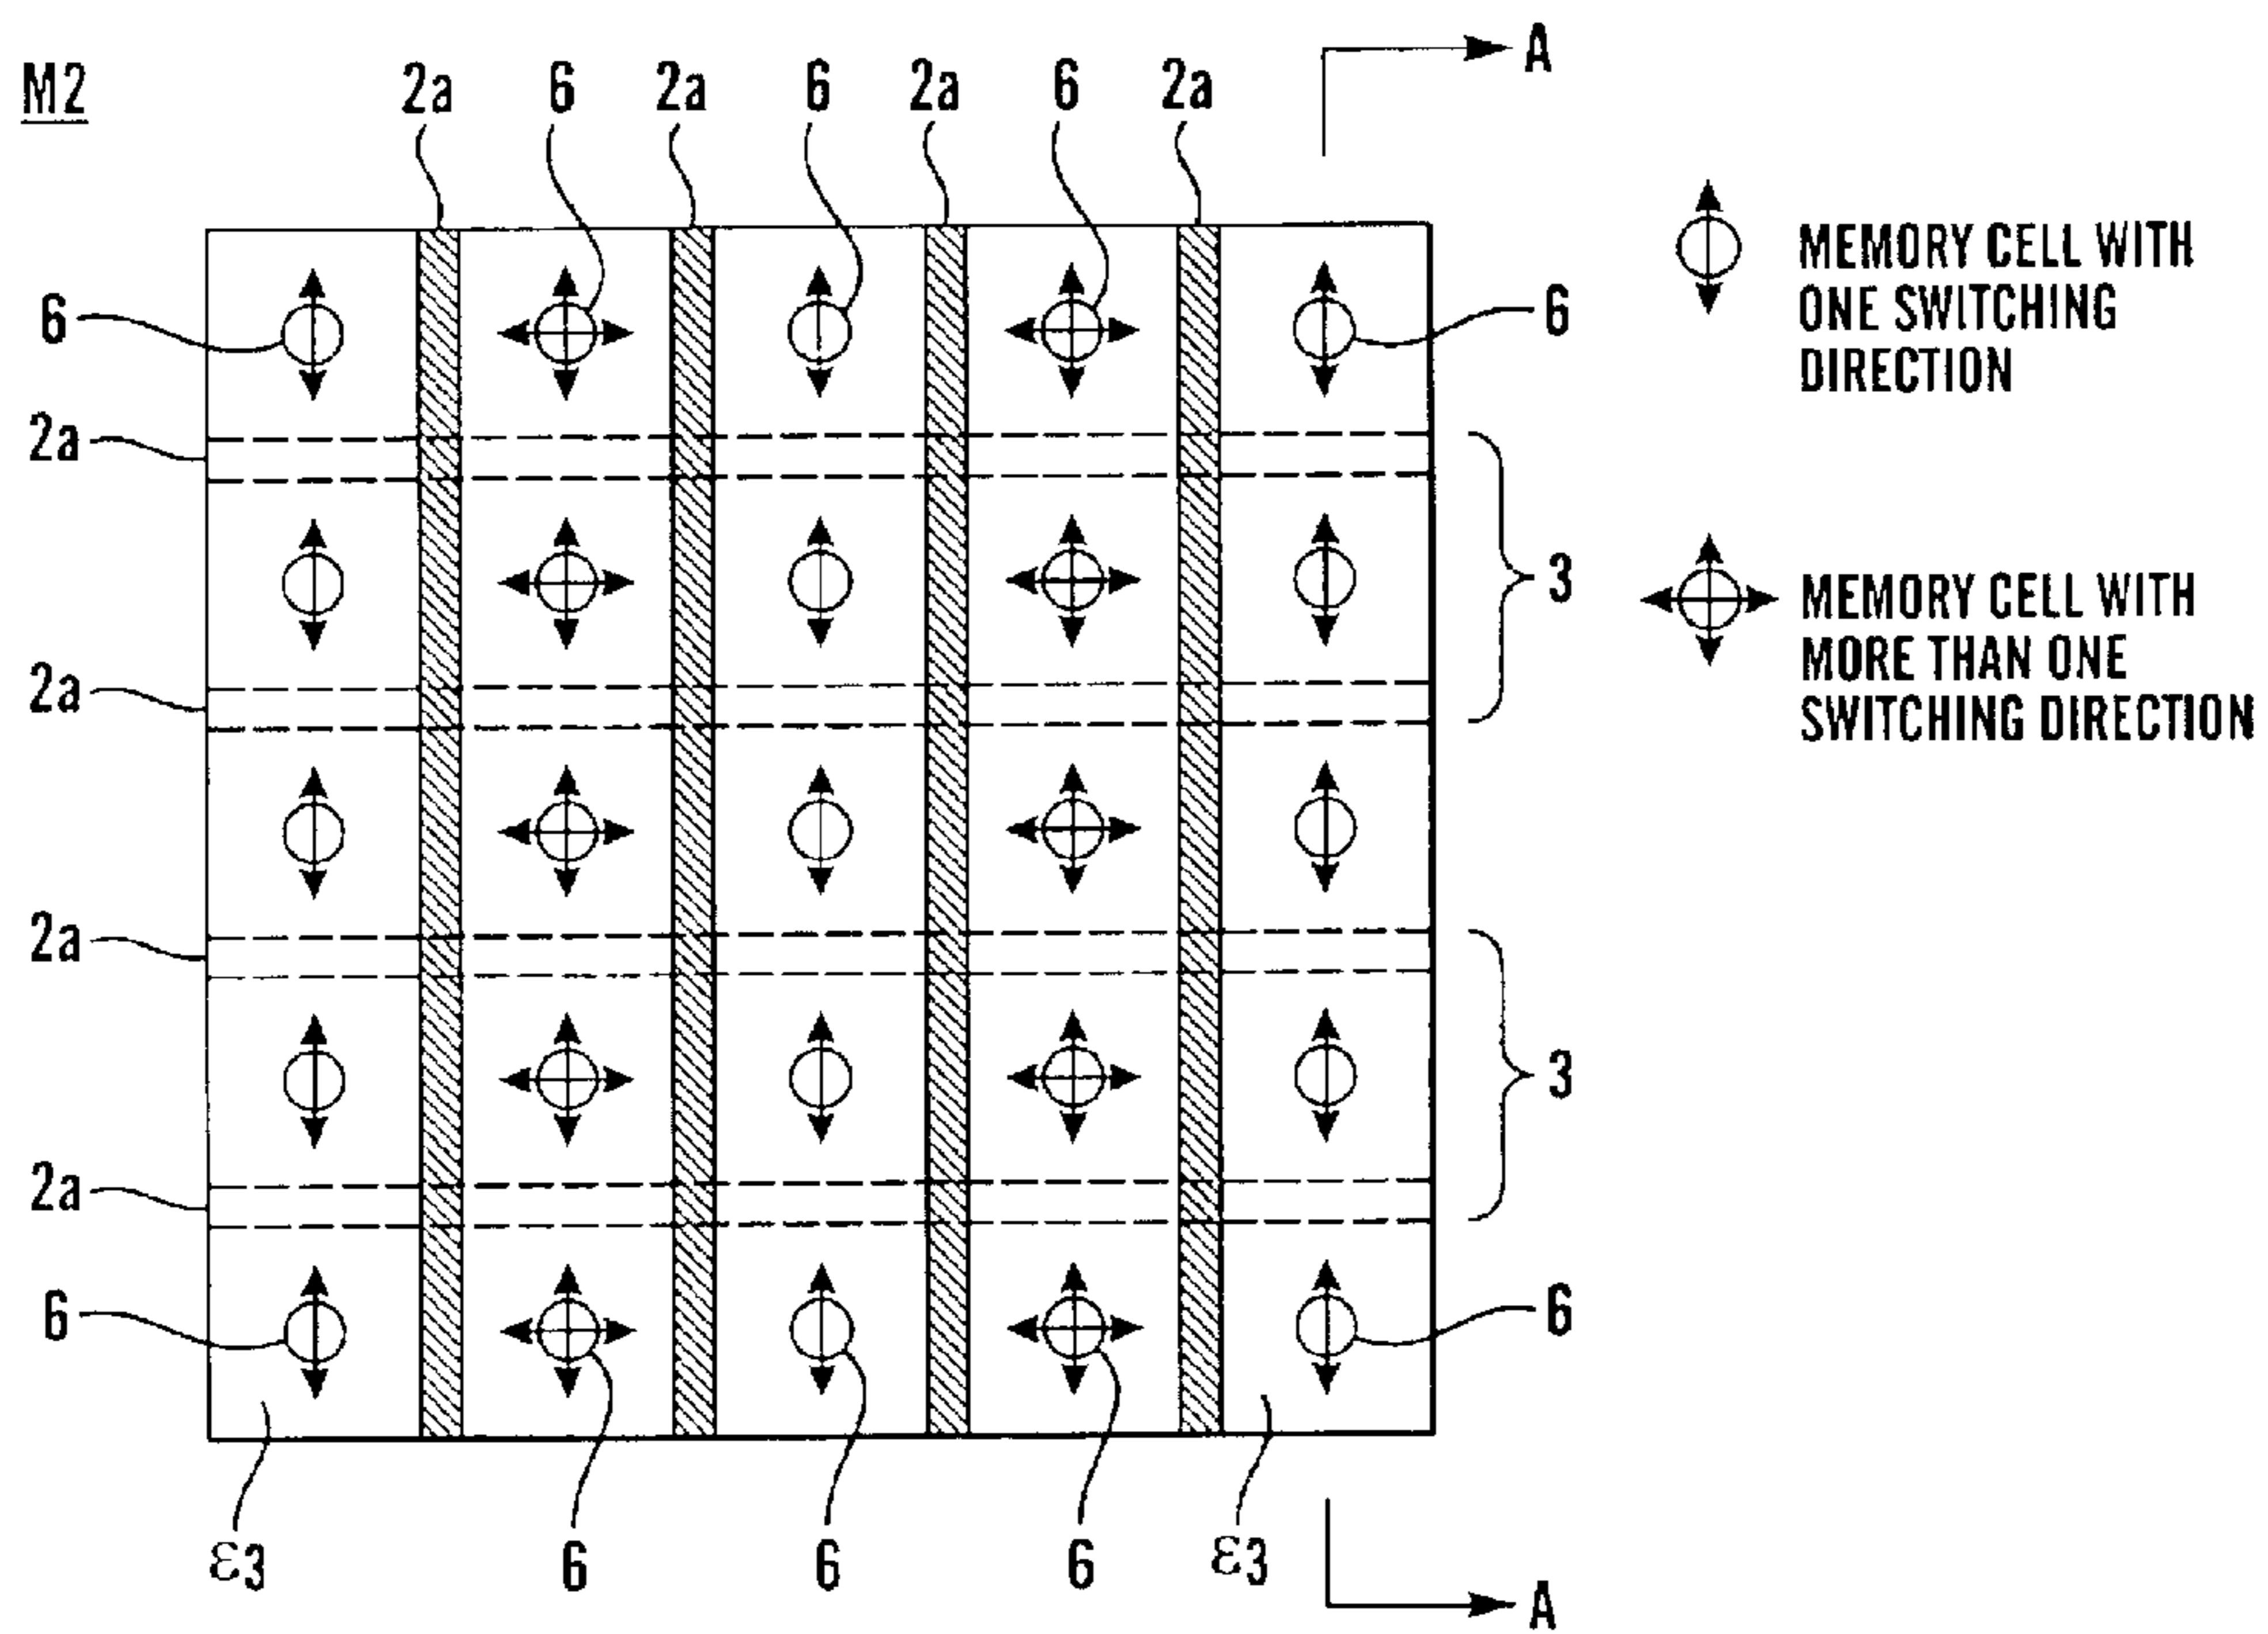 M2
2a 6 2a 6 2a 6 2a
A
6
6
MEMORY CELL WITH
ONE SWITCHING
DIRECTION
2a
3
MEMORY CELL WITH
MORE THAN ONE
SWITCHING DIRECTION
2a
2a
3
2a
6
6
ε3 6 6 6 ε3
A